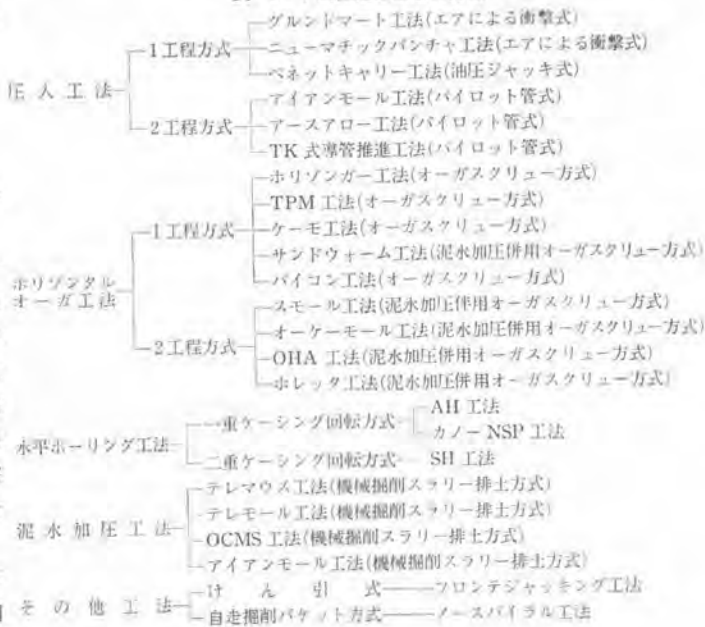 グルンドマート工法(エアによる衝撃式)
1工程方式 ニューマチックパンチャ工法(エアによる衝撃式)
ペネットキャリー工法(油圧ジャッキ式)
圧入工法
アイアンモール工法(パイロット管式)
2工程方式 アースアロー工法(パイロット管式)
TK式導管推進工法(パイロット管式)
ホリゾンガー工法(オーガスクリュー方式)
TPM工法(オーガスクリュー方式)
1工程方式 ケーモ工法(オーガスクリュー方式)
サンドウォーム工法(泥水加圧併用オーガスクリュー方式)
パイコン工法(オーガスクリュー方式)
ホリゾンタル
オーガ工法
スモール工法(泥水加圧併用オーガスクリュー方式)
オーケーモール工法(泥水加圧併用オーガスクリュー方式)
2工程方式
OHA工法(泥水加圧併用オーガスクリュー方式)
ホレッタ工法(泥水加圧併用オーガスクリュー方式)
一重ケーシング回転方式 AH工法
カノーNSP工法
水平ボーリング工法
二重ケーシング回転方式 SH工法
テレマウス工法(機械掘削スラリー排土方式)
テレモール工法(機械掘削スラリー排土方式)
泥水加圧工法
OCMS工法(機械掘削スラリー排土方式)
アイアンモール工法(機械掘削スラリー排土方式)
けん引式 フロンテジャッキング工法
その他工法
自走掘削バケット方式 ノースパイラル工法